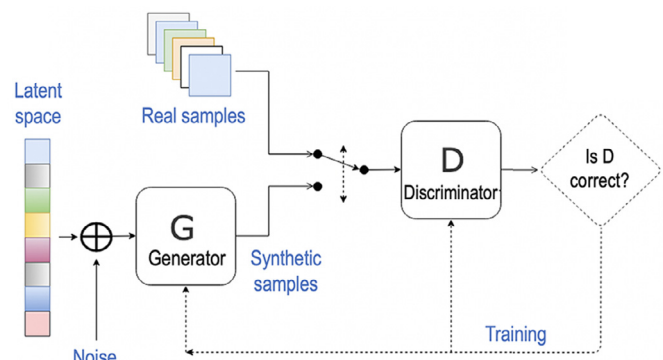 Latent
space
Real samples
G
Generator
Synthetic
samples
D
Discriminator
Is D
correct?
Training
Noise